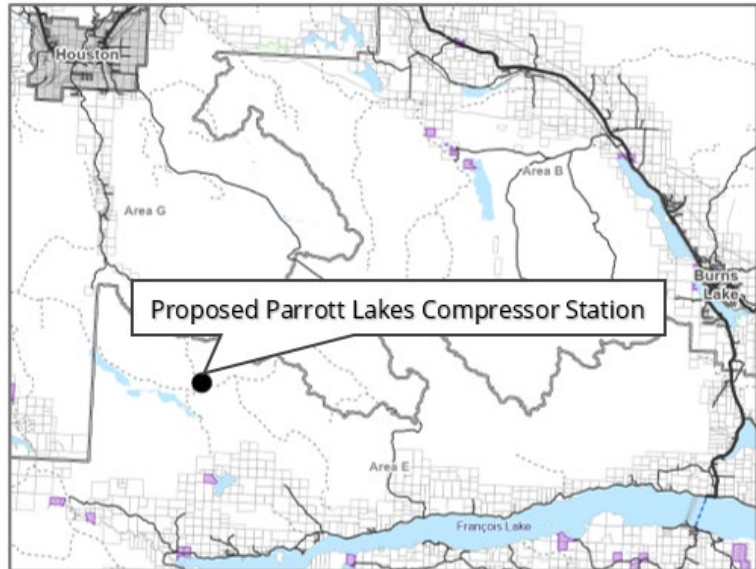 Houston
Area B
Area G
Burns
Lake
Proposed Parrott Lakes Compressor Station
Area E
François Lake